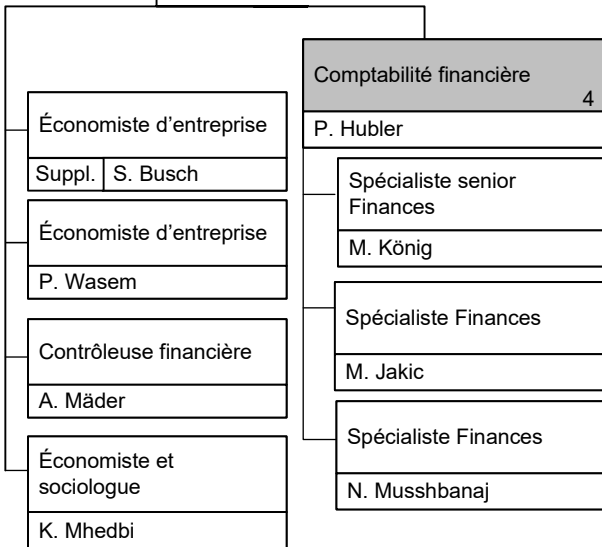 Économiste d'entreprise
Suppl. S. Busch
Économiste d'entreprise
P. Wasem
Contrôleuse financière
A. Mäder
Économiste et
sociologue
K. Mhedbi
Comptabilité financière
4
P. Hubler
Spécialiste senior
Finances
M. König
Spécialiste Finances
M. Jakic
Spécialiste Finances
N. Musshbanaj